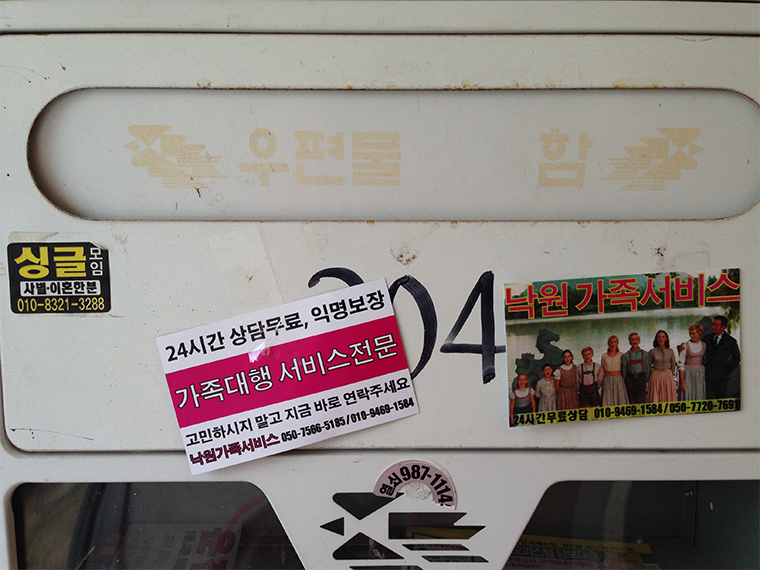 우편물 함
싱글 모임
사별·이혼한분
010-8321-3288
204
24시간 상담무료, 익명보장
가족대행 서비스전문
고민하시지 말고 지금 바로 연락주세요
낙원가족서비스 050-7566-5185 / 010-9469-1584
낙원 가족서비스
24시간무료상담 010-9469-1584 / 050-7720-7691
열쇠 987-1114